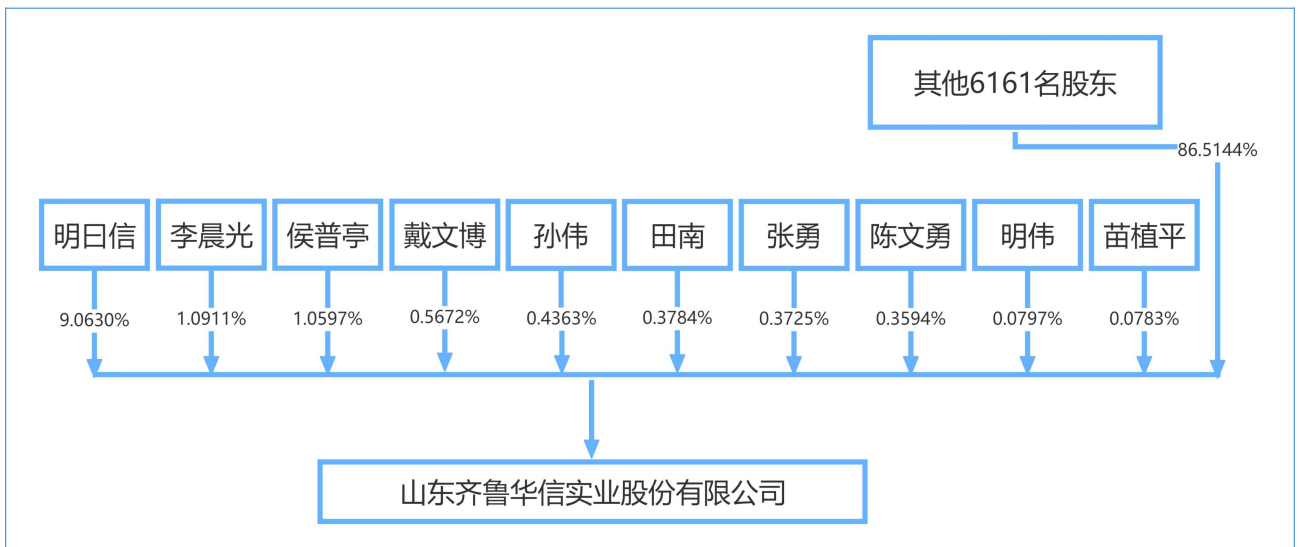 其他6161名股东
86.5144%
明曰信
李晨光
侯普亭
戴文博
孙伟
田南
张勇
陈文勇
明伟
苗植平
9.0630%
1.0911%
1.0597%
0.5672%
0.4363%
0.3784%
0.3725%
0.3594%
0.0797%
0.0783%
山东齐鲁华信实业股份有限公司